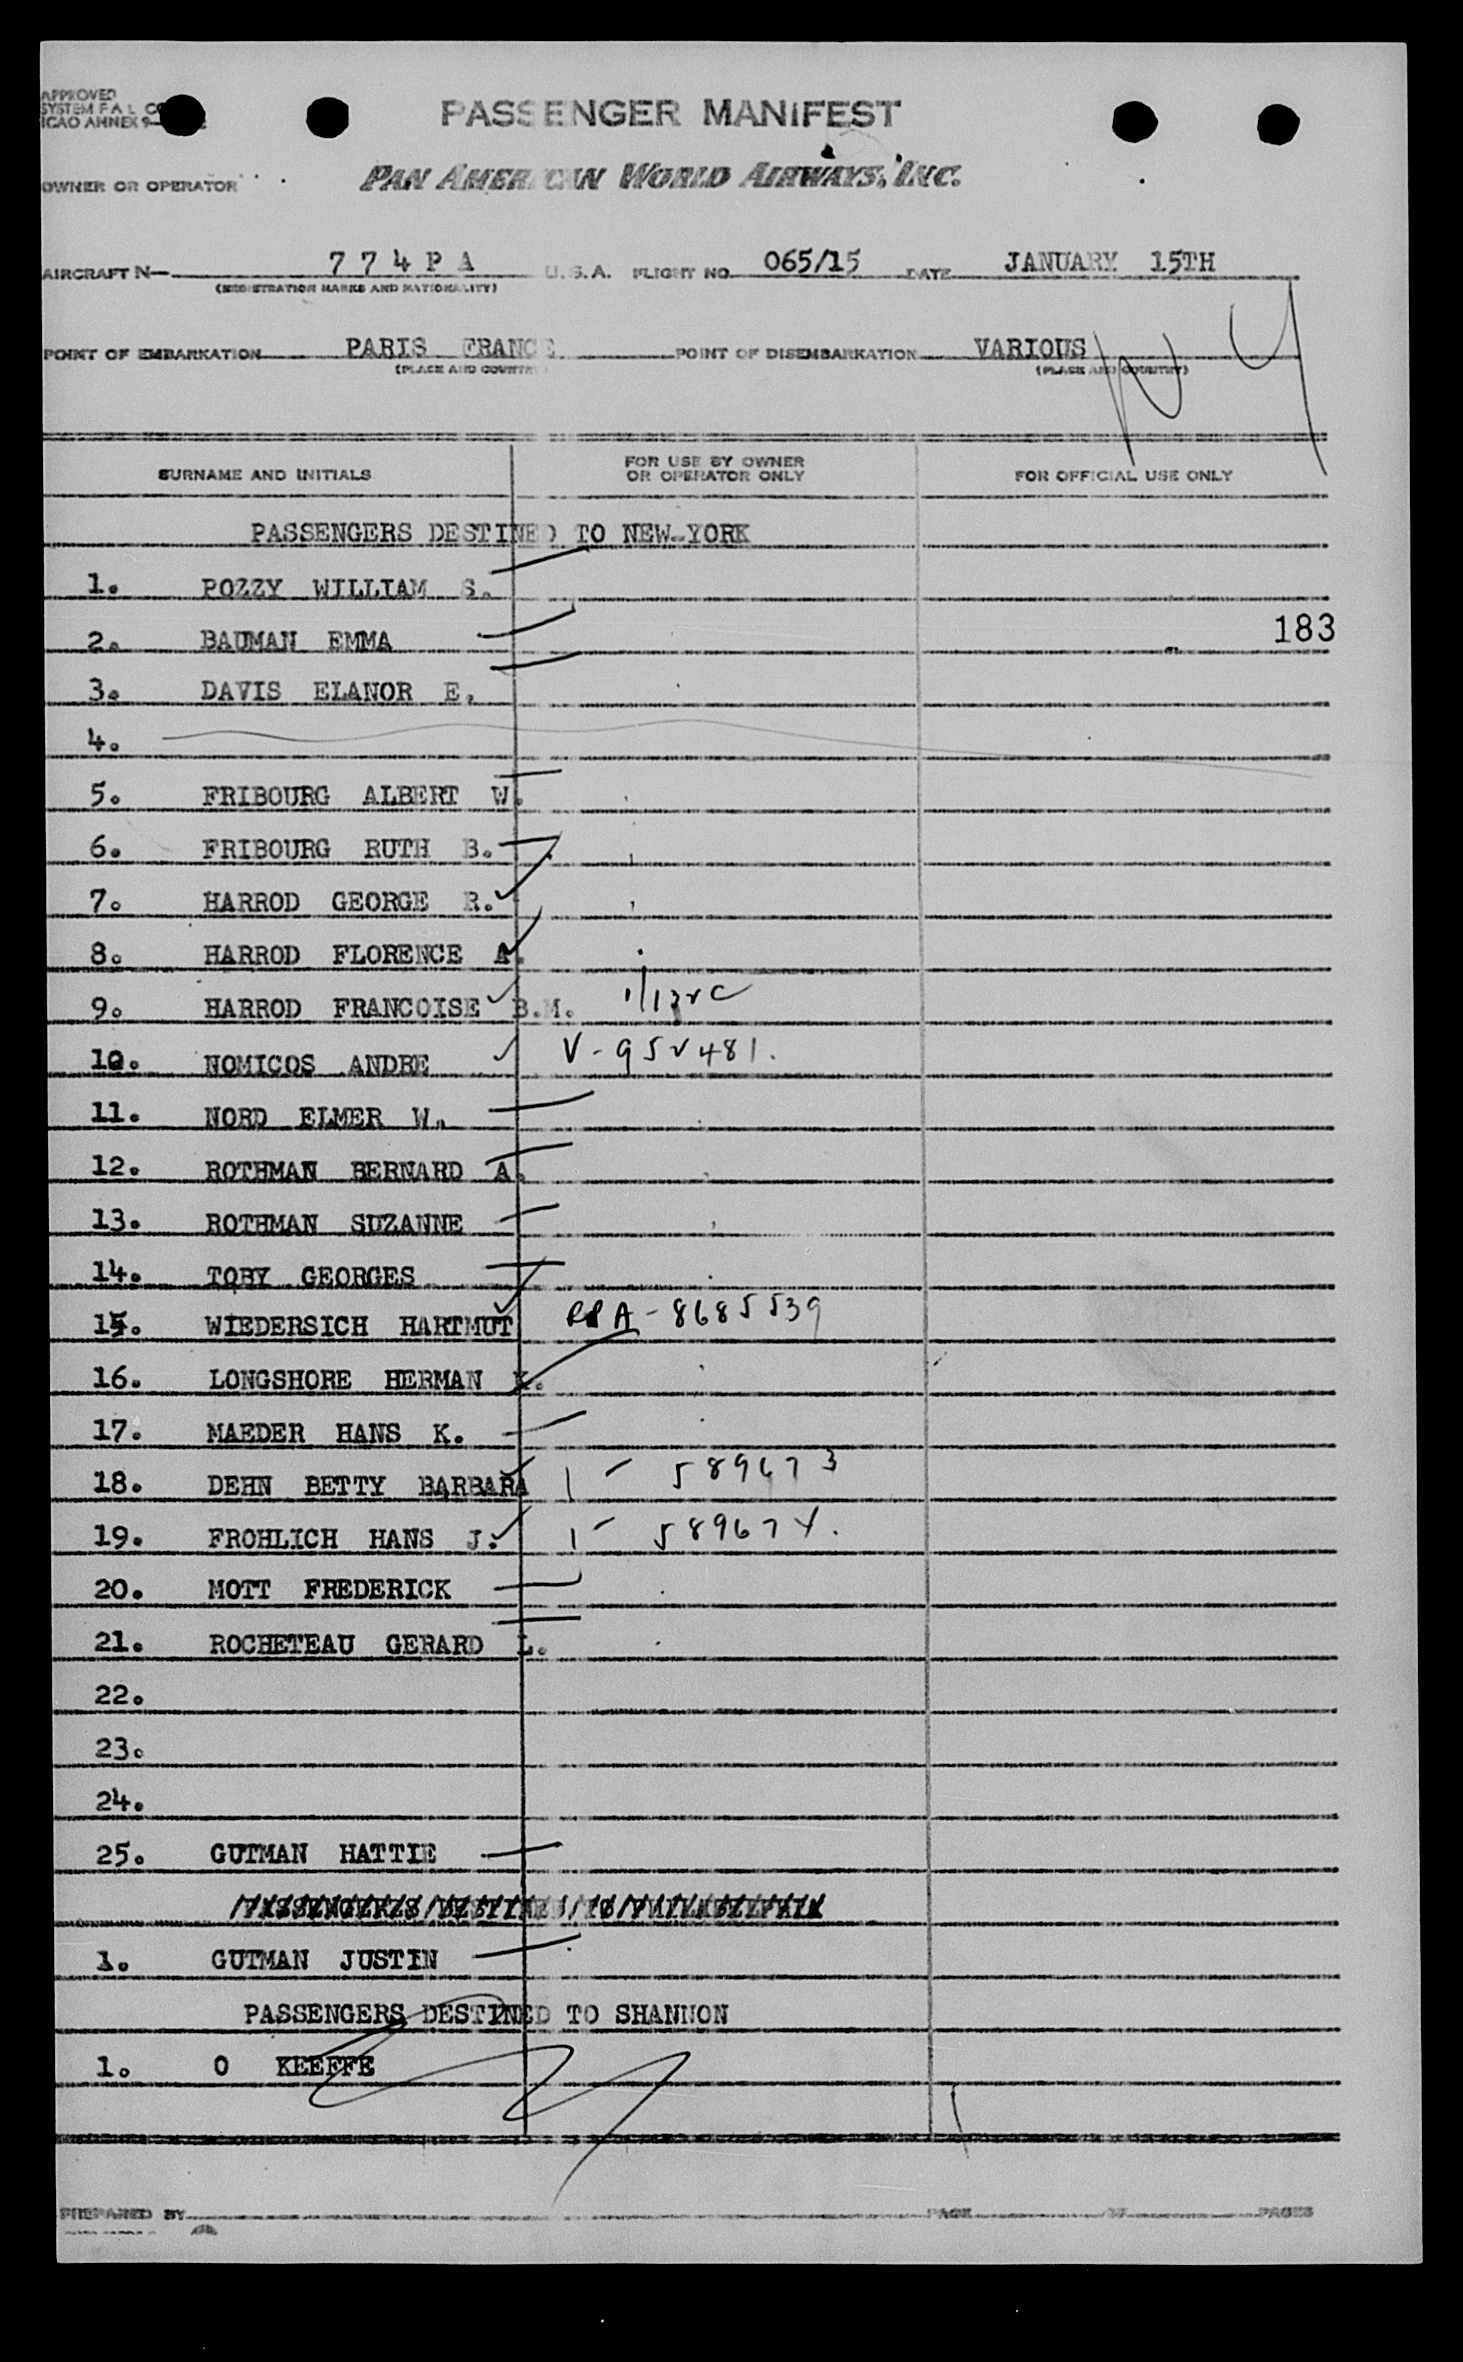 APPROVED
SYSTEM F A L
ICAO ANNEX 9
PASSENGER MANIFEST
OWNER OR OPERATOR PAN AMERICAN WORLD AIRWAYS, INC.
AIRCRAFT N— 774PA U.S.A. FLIGHT NO. 065/15 DATE JANUARY 15TH
(REGISTRATION MARKS AND NATIONALITY)
POINT OF EMBARKATION PARIS FRANCE POINT OF DISEMBARKATION VARIOUS NY
(PLACE AND COUNTRY) (PLACE AND COUNTRY)
SURNAME AND INITIALS FOR USE BY OWNER OR OPERATOR ONLY FOR OFFICIAL USE ONLY
PASSENGERS DESTINED TO NEW-YORK
1. POZZY WILLIAM S.
2. BAUMAN EMMA 183
3. DAVIS ELANOR E.
4.
5. FRIBOURG ALBERT W.
6. FRIBOURG RUTH B.
7. HARROD GEORGE R.
8. HARROD FLORENCE A.
9. HARROD FRANCOISE B.M.
10. NOMICOS ANDRE V-952481.
11. NORD ELMER W.
12. ROTHMAN BERNARD A.
13. ROTHMAN SUZANNE
14. TOBY GEORGES
15. WIEDERSICH HARTMUT A-8685539
16. LONGSHORE HERMAN K.
17. MAEDER HANS K.
18. DEHN BETTY BARBARA 1 - 589673
19. FROHLICH HANS J. 1 - 589674.
20. MOTT FREDERICK
21. ROCHETEAU GERARD L.
22.
23.
24.
25. GUTMAN HATTIE
PASSENGERS DESTINED TO PHILADELPHIA
1. GUTMAN JUSTIN
PASSENGERS DESTINED TO SHANNON
1. O KEEFFE
PREPARED BY PAGE OF PAGES